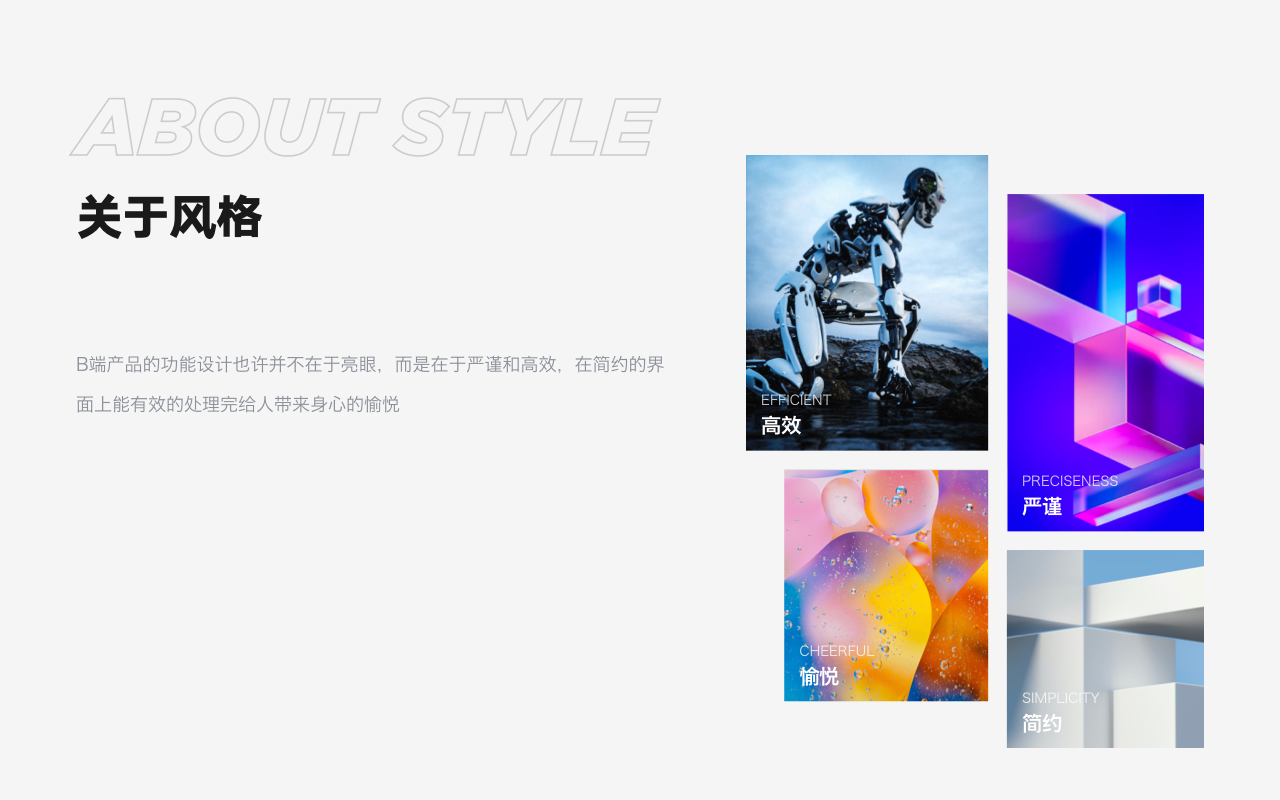 ABOUT STYLE
关于风格
B端产品的功能设计也许并不在于亮眼，而是在于严谨和高效，在简约的界
面上能有效的处理完给人带来身心的愉悦
EFFICIENT
高效
PRECISENESS
严谨
CHEERFUL
愉悦
SIMPLICITY
简约